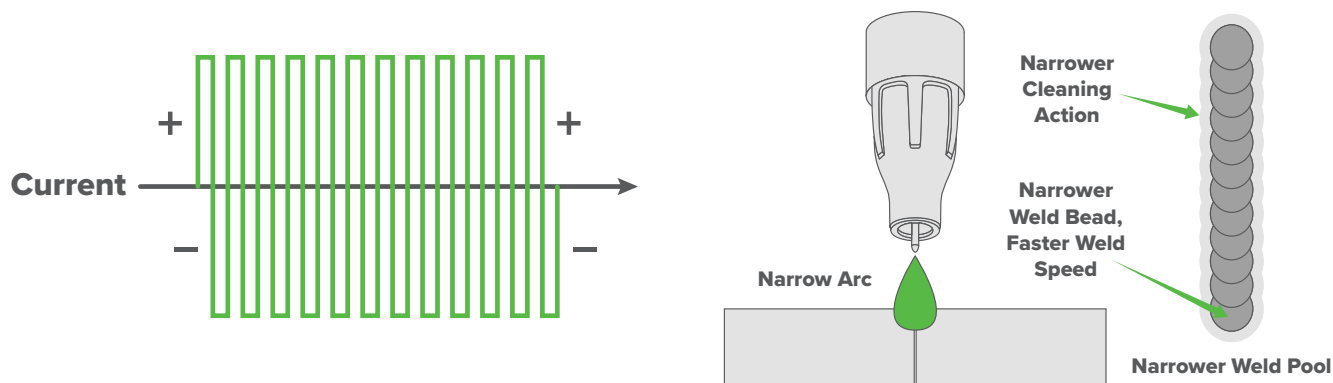 +
+
Current
−
−
Narrow Arc
Narrower
Cleaning
Action
Narrower
Weld Bead,
Faster Weld
Speed
Narrower Weld Pool